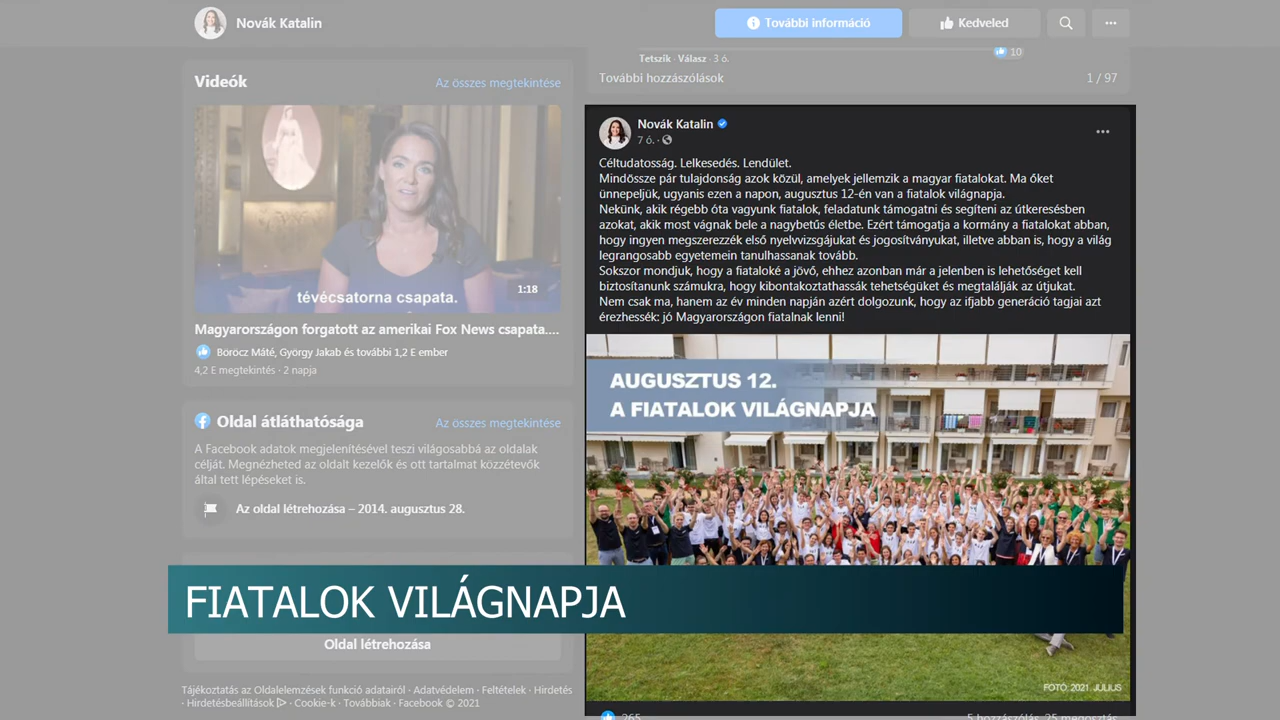 Novák Katalin
További információ
Kedveled
Videók
Az összes megtekintése
tévécsatorna csapata.
1:18
Magyarországon forgatott az amerikai Fox News csapata....
Böröcz Máté, György Jakab és további 1,2 E ember
4,2 E megtekintés · 2 napja
Oldal átláthatósága
Az összes megtekintése
A Facebook adatok megjelenítésével teszi világosabbá az oldalak
célját. Megnézheted az oldalt kezelők és ott tartalmat közzétevők
által tett lépéseket is.
Az oldal létrehozása – 2014. augusztus 28.
Oldal létrehozása
Tájékoztatás az Oldalelemzések funkció adatairól · Adatvédelem · Feltételek · Hirdetés
· Hirdetésbeállítások · Cookie-k · Továbbiak · Facebook © 2021
Tetszik · Válasz · 3 ó.
10
További hozzászólások
1 / 97
Novák Katalin
7 ó. ·
Céltudatosság. Lelkesedés. Lendület.
Mindössze pár tulajdonság azok közül, amelyek jellemzik a magyar fiatalokat. Ma őket
ünnepeljük, ugyanis ezen a napon, augusztus 12-én van a fiatalok világnapja.
Nekünk, akik régebb óta vagyunk fiatalok, feladatunk támogatni és segíteni az útkeresésben
azokat, akik most vágnak bele a nagybetűs életbe. Ezért támogatja a kormány a fiatalokat abban,
hogy ingyen megszerezzék első nyelvvizsgájukat és jogosítványukat, illetve abban is, hogy a világ
legrangosabb egyetemein tanulhassanak tovább.
Sokszor mondjuk, hogy a fiataloké a jövő, ehhez azonban már a jelenben is lehetőséget kell
biztosítanunk számukra, hogy kibontakoztathassák tehetségüket és megtalálják az útjukat.
Nem csak ma, hanem az év minden napján azért dolgozunk, hogy az ifjabb generáció tagjai azt
érezhessék: jó Magyarországon fiatalnak lenni!
AUGUSZTUS 12.
A FIATALOK VILÁGNAPJA
FIATALOK VILÁGNAPJA
FOTÓ: 2021. JÚLIUS
265
5 hozzászólás 25 megosztás